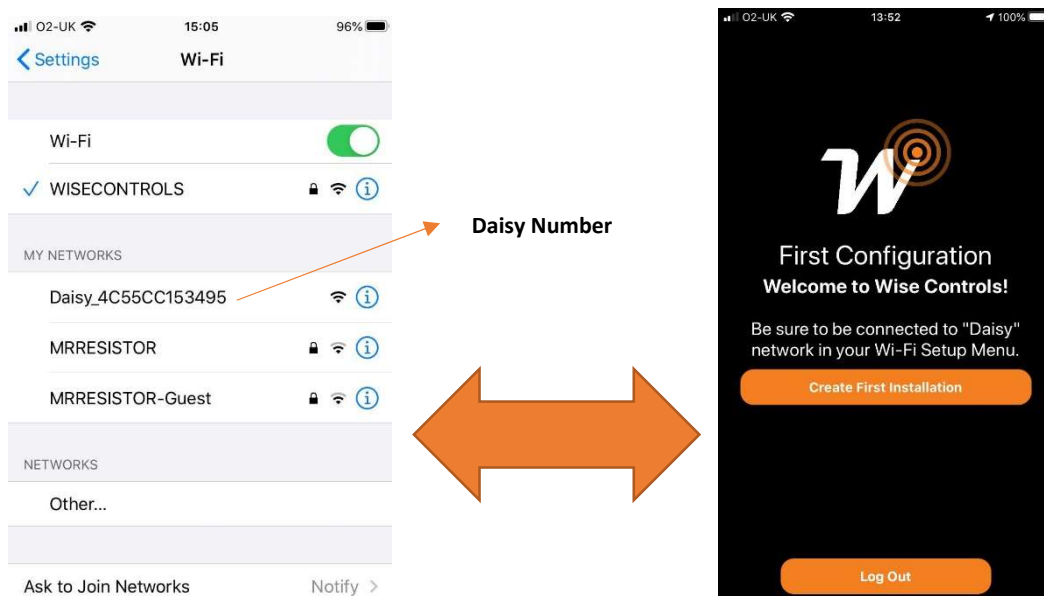 O2-UK 15:05 96%
Settings Wi-Fi
Wi-Fi
WISECONTROLS
MY NETWORKS
Daisy_4C55CC153495
MRRESISTOR
MRRESISTOR-Guest
NETWORKS
Other...
Ask to Join Networks Notify
Daisy Number
O2-UK 13:52 100%
W
First Configuration
Welcome to Wise Controls!
Be sure to be connected to "Daisy"
network in your Wi-Fi Setup Menu.
Create First Installation
Log Out